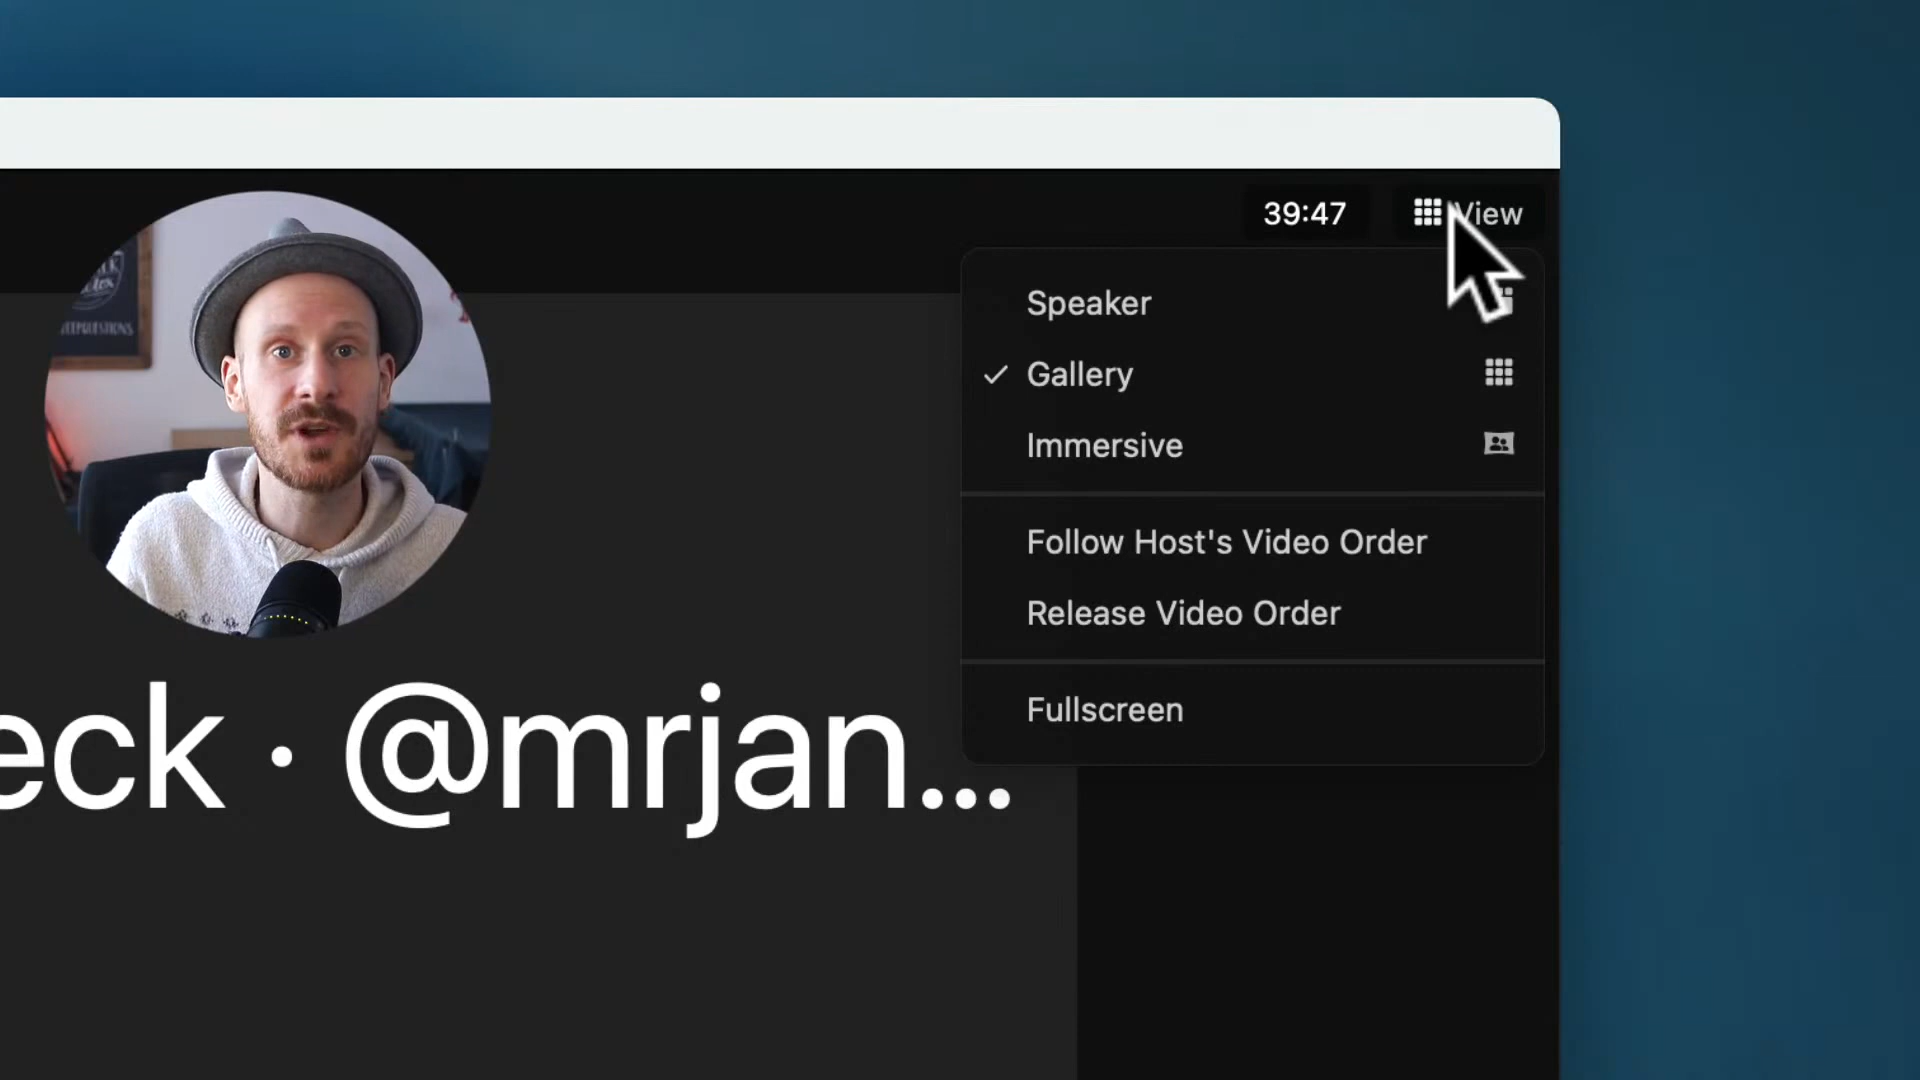 39:47
View
Speaker
Gallery
Immersive
Follow Host's Video Order
Release Video Order
Fullscreen
eck · @mrjan...